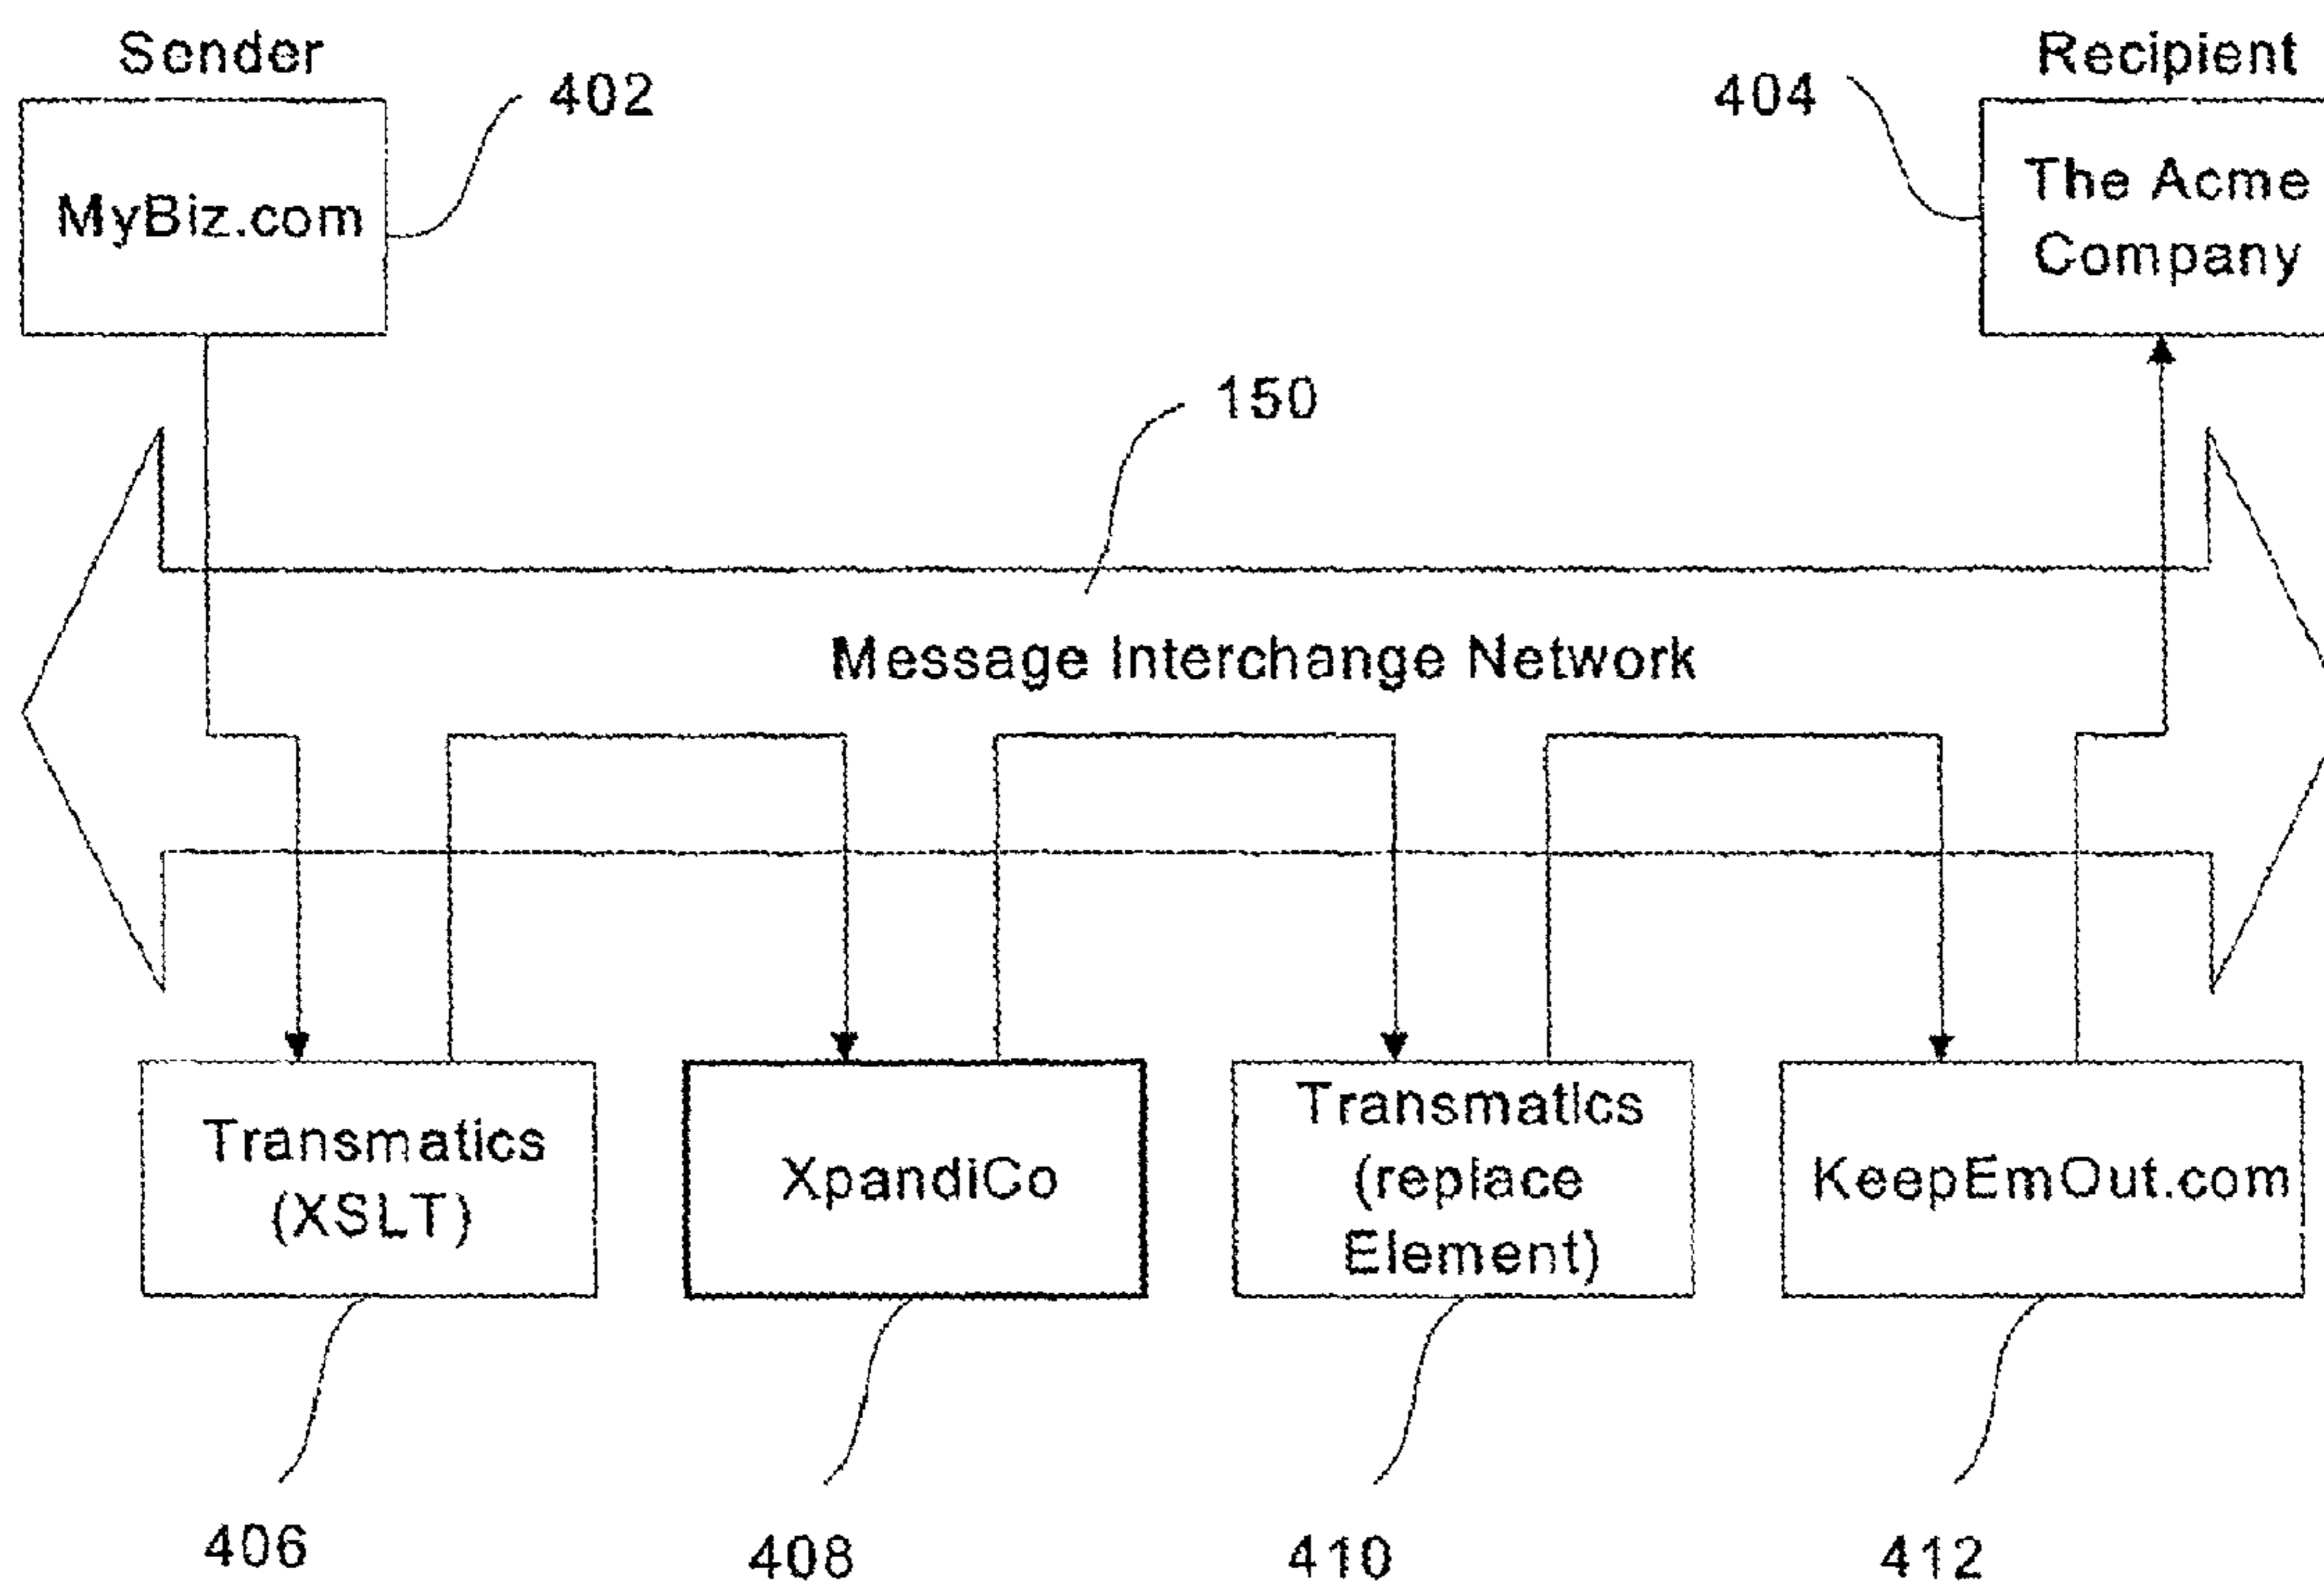 Sender
Recipient
402
404
MyBiz.com
The Acme
Company
150
Message Interchange Network
Transmatics
(XSLT)
XpandiCo
Transmatics
(replace
Element)
KeepEmOut.com
406
408
410
412